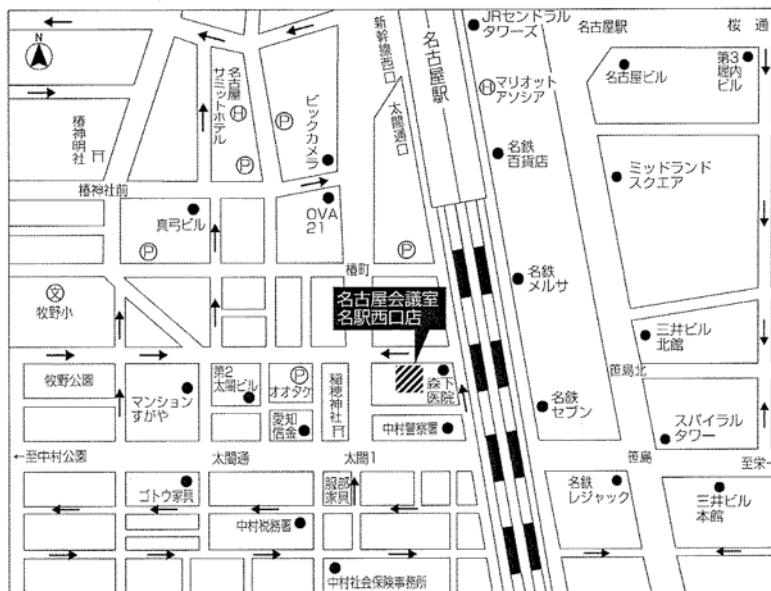 JRセントラル
タワーズ
名古屋駅
桜通
N
新幹線西口
名古屋駅
名古屋
サミットホテル
H
P
P
ビックカメラ
太閤通口
H
マリオット
アソシア
名古屋ビル
第3
堀内
ビル
椿神明社
名鉄
百貨店
ミッドランド
スクエア
椿神社前
真弓ビル
P
OVA
21
P
椿町
名鉄
メルサ
文
牧野小
名古屋会議室
名駅西口店
三井ビル
北館
笹島北
牧野公園
マンション
すがや
第2
太閤ビル
P
オオタケ
愛知
信金
稲穂神社
森下
医院
中村警察署
名鉄
セブン
スパイラル
タワー
←至中村公園
太閤通
太閤1
笹島
至栄→
ゴトウ家具
服部
家具
名鉄
レジャック
三井ビル
本館
中村税務署
中村社会保険事務所